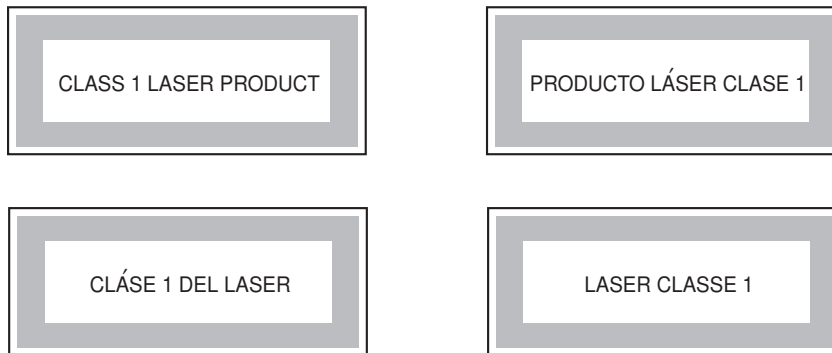 CLASS 1 LASER PRODUCT
PRODUCTO LÁSER CLASE 1
CLÁSE 1 DEL LASER
LASER CLASSE 1